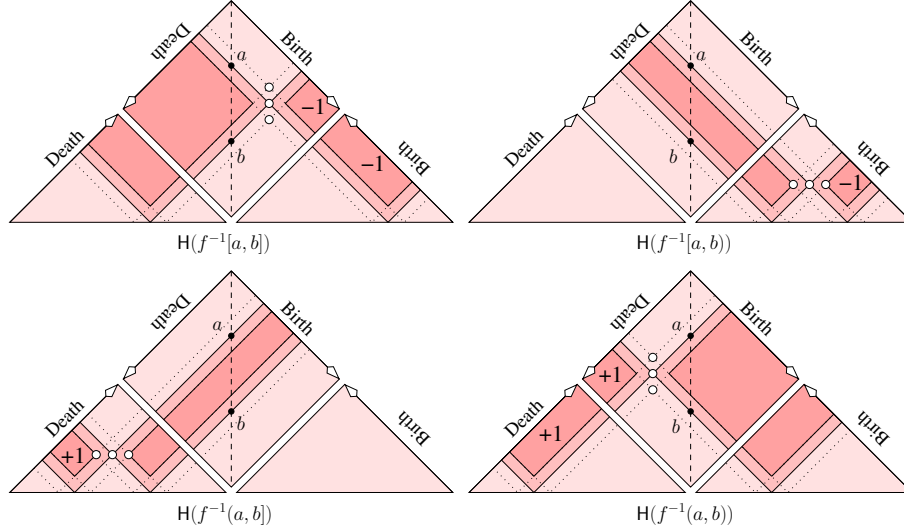 Death
Birth
a
Death
−1
b
−1
Birth
H(f⁻¹[a, b])
Death
Birth
a
Death
b
−1
Birth
H(f⁻¹[a, b))
Death
Birth
a
Death
+1
b
Birth
H(f⁻¹(a, b])
Death
Birth
a
Death
+1
+1
b
Birth
H(f⁻¹(a, b))